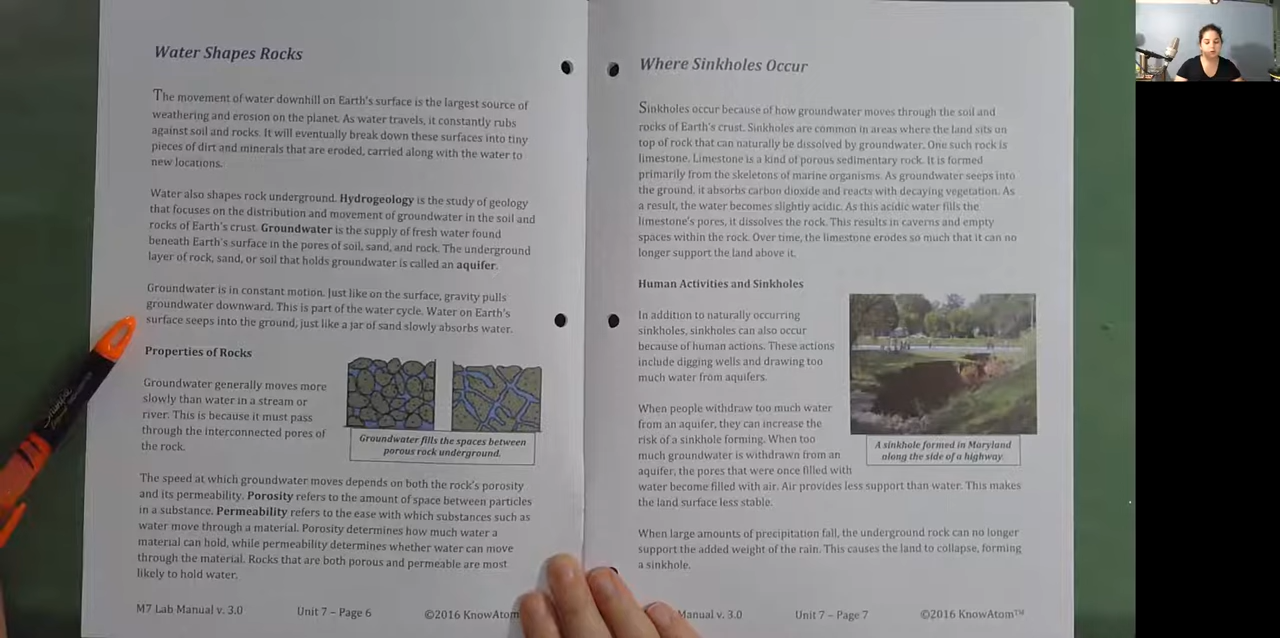 Water Shapes Rocks
The movement of water downhill on Earth's surface is the largest source of
weathering and erosion on the planet. As water travels, it constantly rubs
against soil and rocks. It will eventually break down these surfaces into tiny
pieces of dirt and minerals that are eroded, carried along with the water to
new locations.
Water also shapes rock underground. Hydrogeology is the study of geology
that focuses on the distribution and movement of groundwater in the soil and
rocks of Earth's crust. Groundwater is the supply of fresh water found
beneath Earth's surface in the pores of soil, sand, and rock. The underground
layer of rock, sand, or soil that holds groundwater is called an aquifer.
Groundwater is in constant motion. Just like on the surface, gravity pulls
groundwater downward. This is part of the water cycle. Water on Earth's
surface seeps into the ground, just like a jar of sand slowly absorbs water.
Properties of Rocks
Groundwater generally moves more
slowly than water in a stream or
river. This is because it must pass
through the interconnected pores of
the rock.
Groundwater fills the spaces between
porous rock underground.
The speed at which groundwater moves depends on both the rock's porosity
and its permeability. Porosity refers to the amount of space between particles
in a substance. Permeability refers to the ease with which substances such as
water move through a material. Porosity determines how much water a
material can hold, while permeability determines whether water can move
through the material. Rocks that are both porous and permeable are most
likely to hold water.
M7 Lab Manual v. 3.0 Unit 7 – Page 6 ©2016 KnowAtom
Where Sinkholes Occur
Sinkholes occur because of how groundwater moves through the soil and
rocks of Earth's crust. Sinkholes are common in areas where the land sits on
top of rock that can naturally be dissolved by groundwater. One such rock is
limestone. Limestone is a kind of porous sedimentary rock. It is formed
primarily from the skeletons of marine organisms. As groundwater seeps into
the ground, it absorbs carbon dioxide and reacts with decaying vegetation. As
a result, the water becomes slightly acidic. As this acidic water fills the
limestone's pores, it dissolves the rock. This results in caverns and empty
spaces within the rock. Over time, the limestone erodes so much that it can no
longer support the land above it.
Human Activities and Sinkholes
In addition to naturally occurring
sinkholes, sinkholes can also occur
because of human actions. These actions
include digging wells and drawing too
much water from aquifers.
When people withdraw too much water
from an aquifer, they can increase the
risk of a sinkhole forming. When too
much groundwater is withdrawn from an
aquifer, the pores that were once filled with
water become filled with air. Air provides less support than water. This makes
the land surface less stable.
A sinkhole formed in Maryland
along the side of a highway.
When large amounts of precipitation fall, the underground rock can no longer
support the added weight of the rain. This causes the land to collapse, forming
a sinkhole.
Manual v. 3.0 Unit 7 – Page 7 ©2016 KnowAtom™
Sharpie